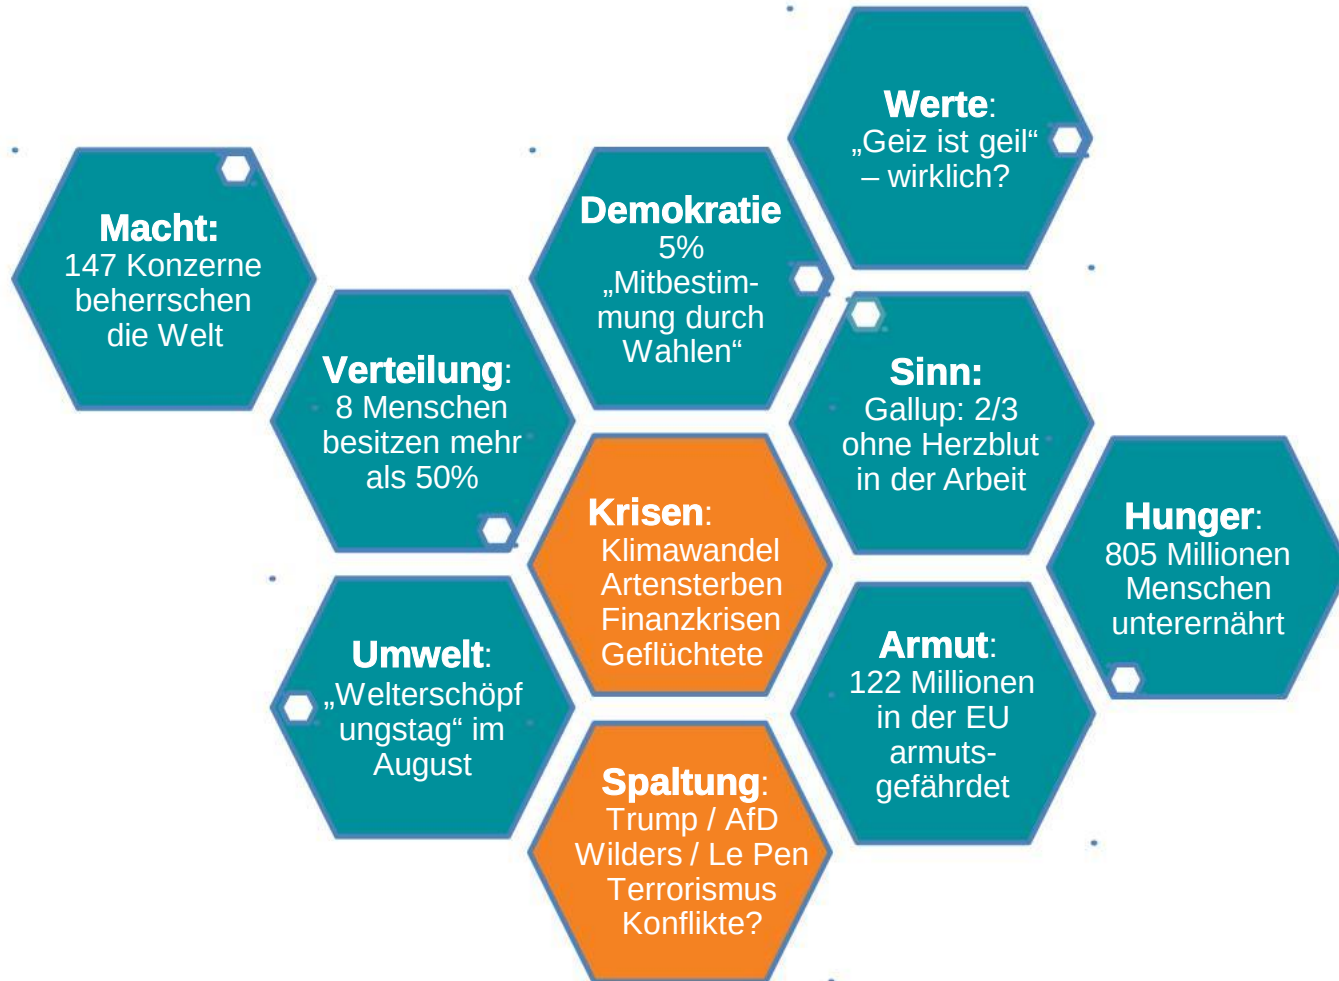 Werte:
„Geiz ist geil“
– wirklich?
Macht:
147 Konzerne
beherrschen
die Welt
Demokratie
5%
„Mitbestim-
mung durch
Wahlen“
Verteilung:
8 Menschen
besitzen mehr
als 50%
Sinn:
Gallup: 2/3
ohne Herzblut
in der Arbeit
Krisen:
Klimawandel
Artensterben
Finanzkrisen
Geflüchtete
Hunger:
805 Millionen
Menschen
unterernährt
Umwelt:
„Welterschöpf
ungstag“ im
August
Armut:
122 Millionen
in der EU
armuts-
gefährdet
Spaltung:
Trump / AfD
Wilders / Le Pen
Terrorismus
Konflikte?